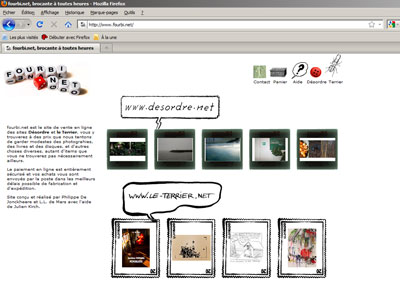 fourbi.net, brocante à toutes heures - Mozilla Firefox
Fichier Édition Affichage Historique Marque-pages Outils ?
http://www.fourbi.net/
Les plus visités Débuter avec Firefox À la une
fourbi.net, brocante à toutes heures
FOURBI
NET
Contact Panier Aide Désordre Terrier
www.desordre.net
fourbi.net est le site de vente en ligne
des sites Désordre et le Terrier, vous y
trouverez à des prix que nous tentons
de garder modestes des photographies,
des livres et des disques, et d'autres
choses diverses, autant d'items que
vous ne trouverez pas nécessairement
ailleurs.
Le paiement en ligne est entièrement
sécurisé et vos achats vous sont
envoyés par la poste dans les meilleurs
délais possible de fabrication et
d'expédition.
Site conçu et réalisé par Philippe De
Jonckheere et L.L. de Mars avec l'aide
de Julien Kirch.
WWW.LE-TERRIER.NET